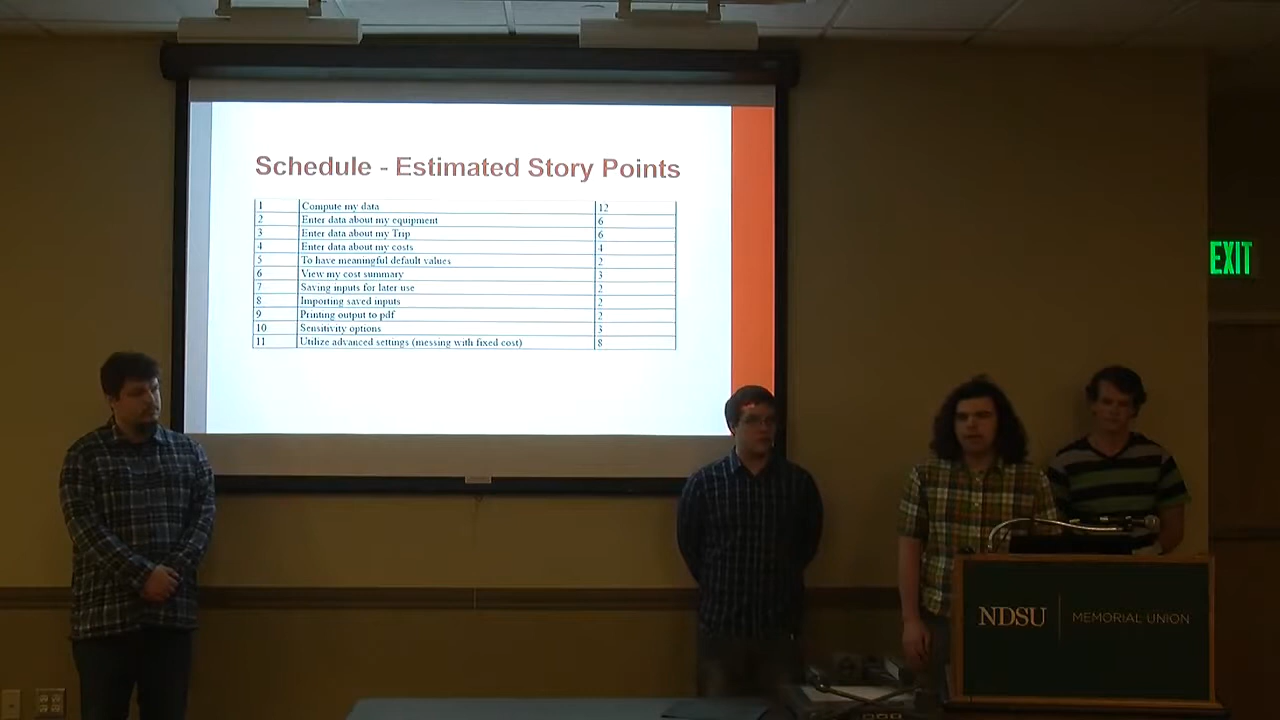 Schedule - Estimated Story Points
1 Compute my data 12
2 Enter data about my equipment 6
3 Enter data about my Trip 6
4 Enter data about my costs 4
5 To have meaningful default values 2
6 View my cost summary 3
7 Saving inputs for later use 2
8 Importing saved inputs 2
9 Printing output to pdf 2
10 Sensitivity options 3
11 Utilize advanced settings (messing with fixed cost) 8
EXIT
NDSU MEMORIAL UNION